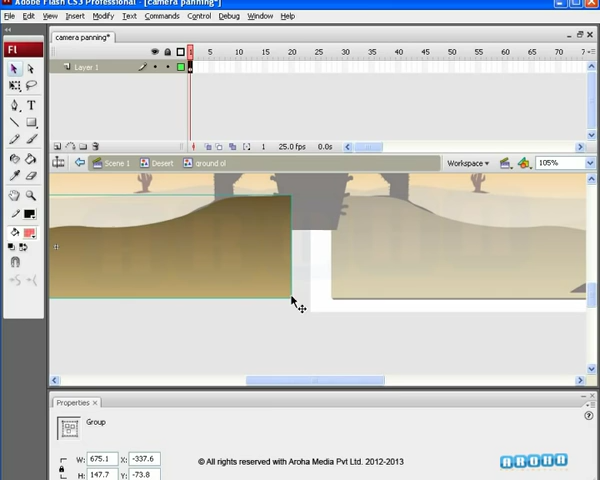 Adobe Flash CS3 Professional - [camera panning*]
File Edit View Insert Modify Text Commands Control Debug Window Help
camera panning*
Fl
1 5 10 15 20 25 30 35 40 45 50 55 60 65 70
Layer 1
1 25.0 fps 0.0s
Scene 1 Desert ground ol Workspace 105%
Properties ×
Group
W: 675.1 X: -337.6
H: 147.7 Y: -73.8
© All rights reserved with Aroha Media Pvt Ltd. 2012-2013
AROHA